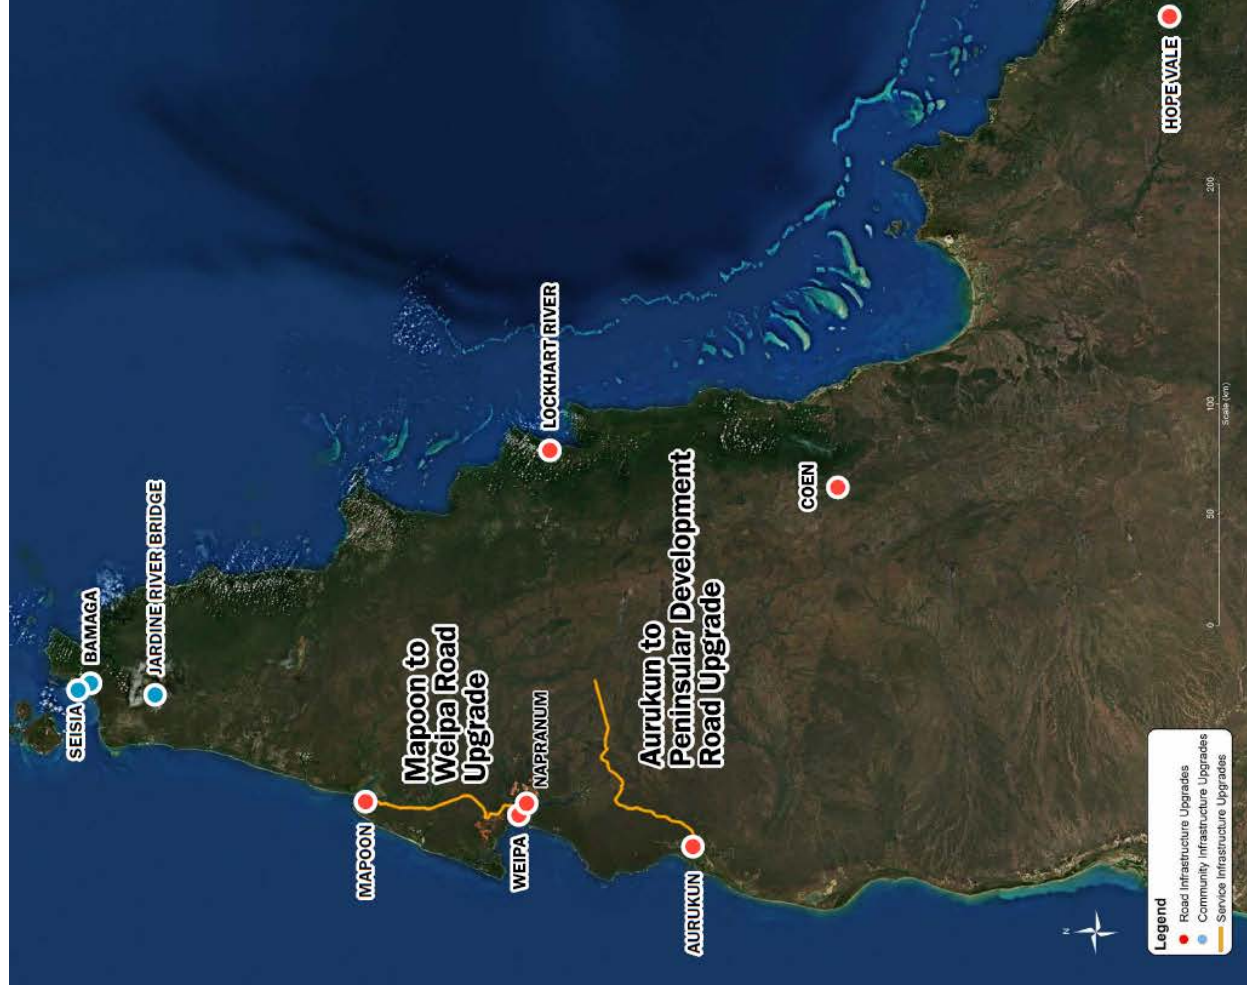 SEISIA
BAMAGA
JARDINE RIVER BRIDGE
MAPOON
Mapoon to
Weipa Road
Upgrade
WEIPA
NAPRANUM
LOCKHART RIVER
Aurukun to
Peninsular Development
Road Upgrade
AURUKUN
COEN
HOPE VALE
N
Legend
Road Infrastructure Upgrades
Community Infrastructure Upgrades
Service Infrastructure Upgrades
0
50
100
200
Scale (km)